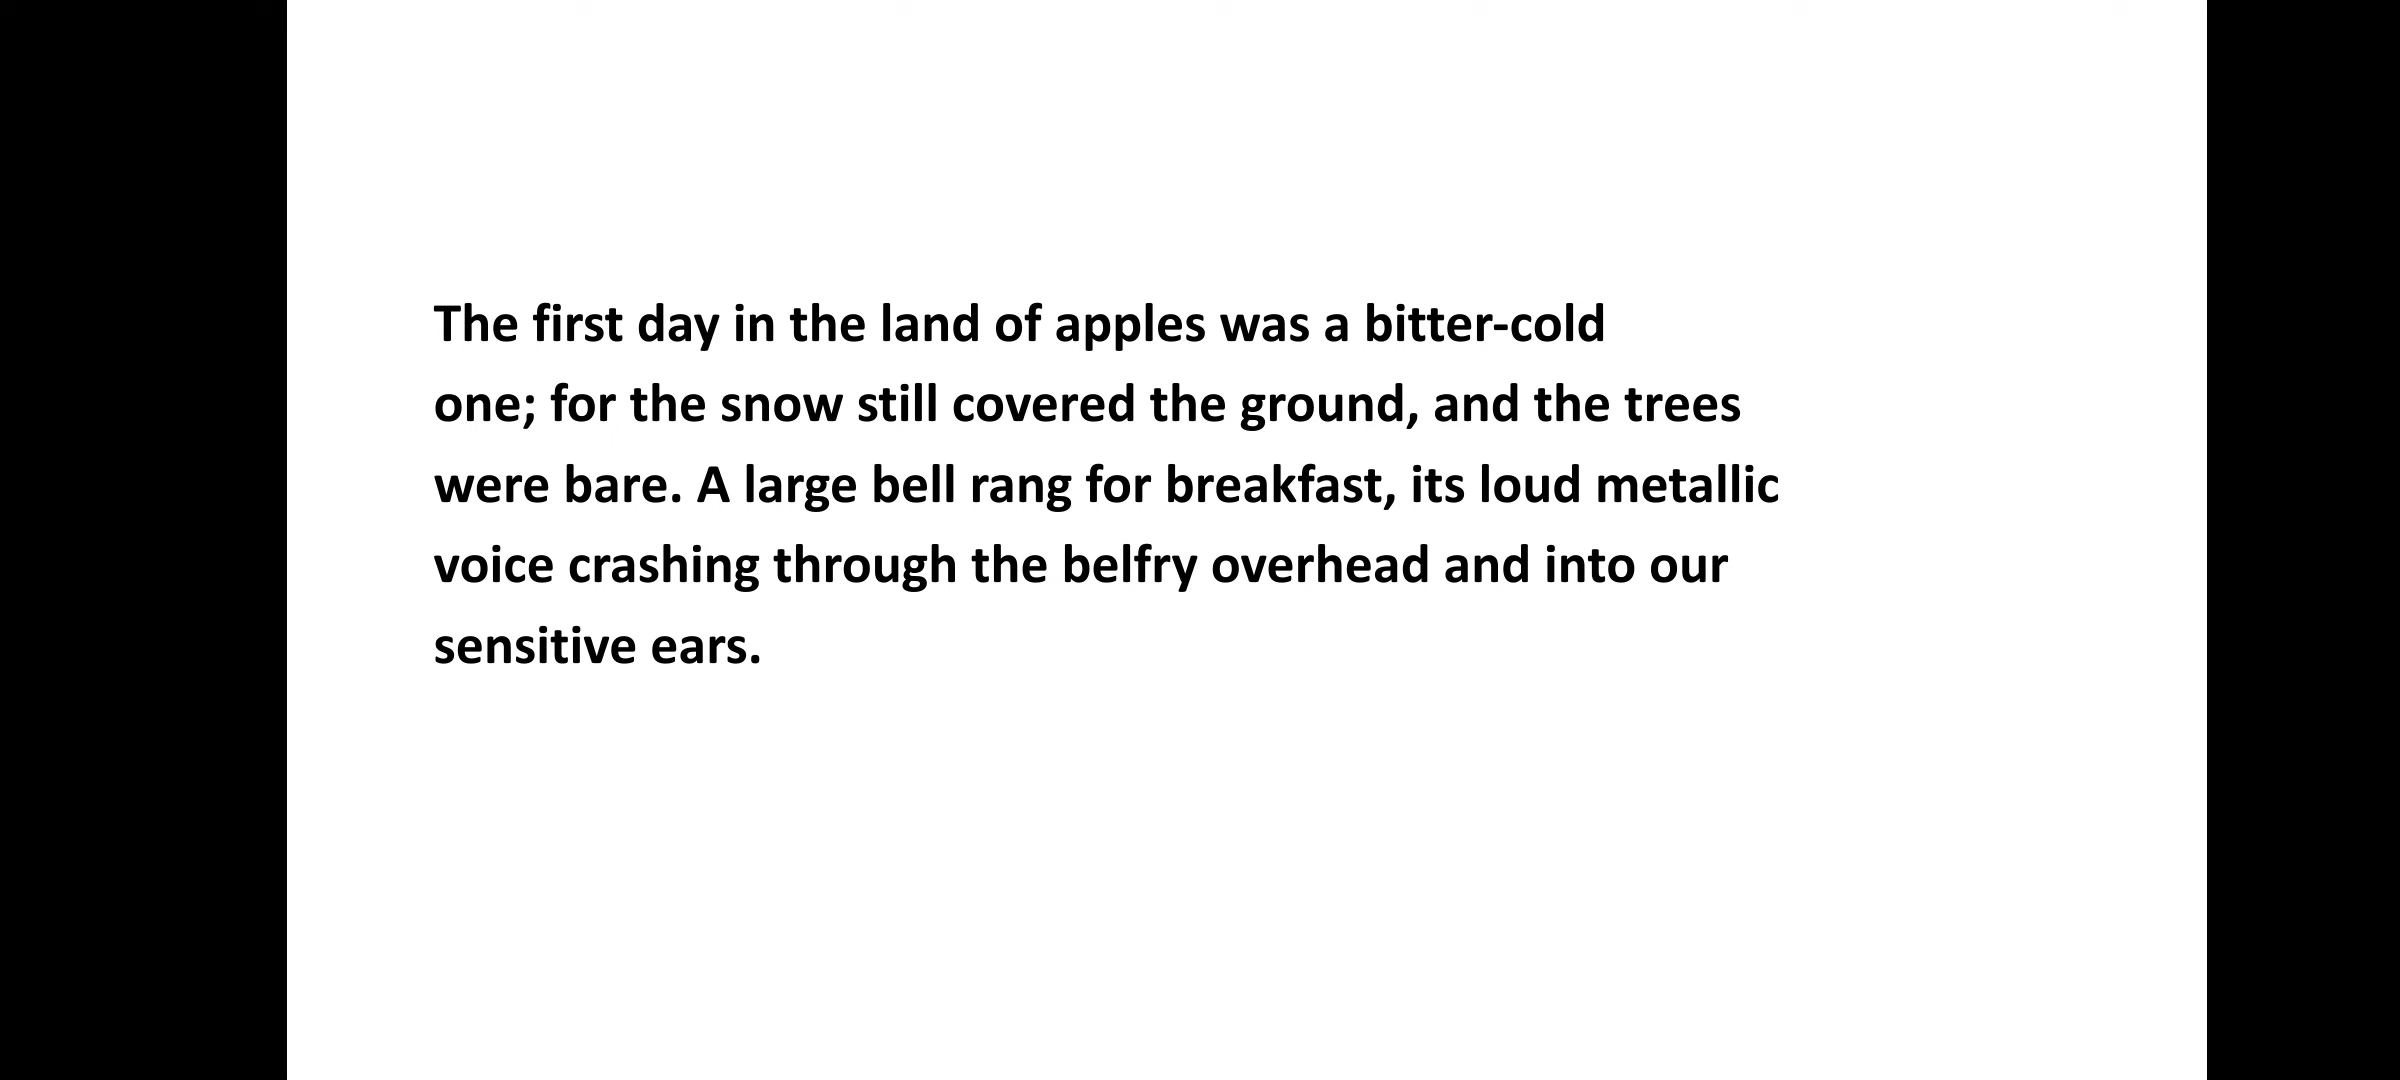 The first day in the land of apples was a bitter-cold
one; for the snow still covered the ground, and the trees
were bare. A large bell rang for breakfast, its loud metallic
voice crashing through the belfry overhead and into our
sensitive ears.